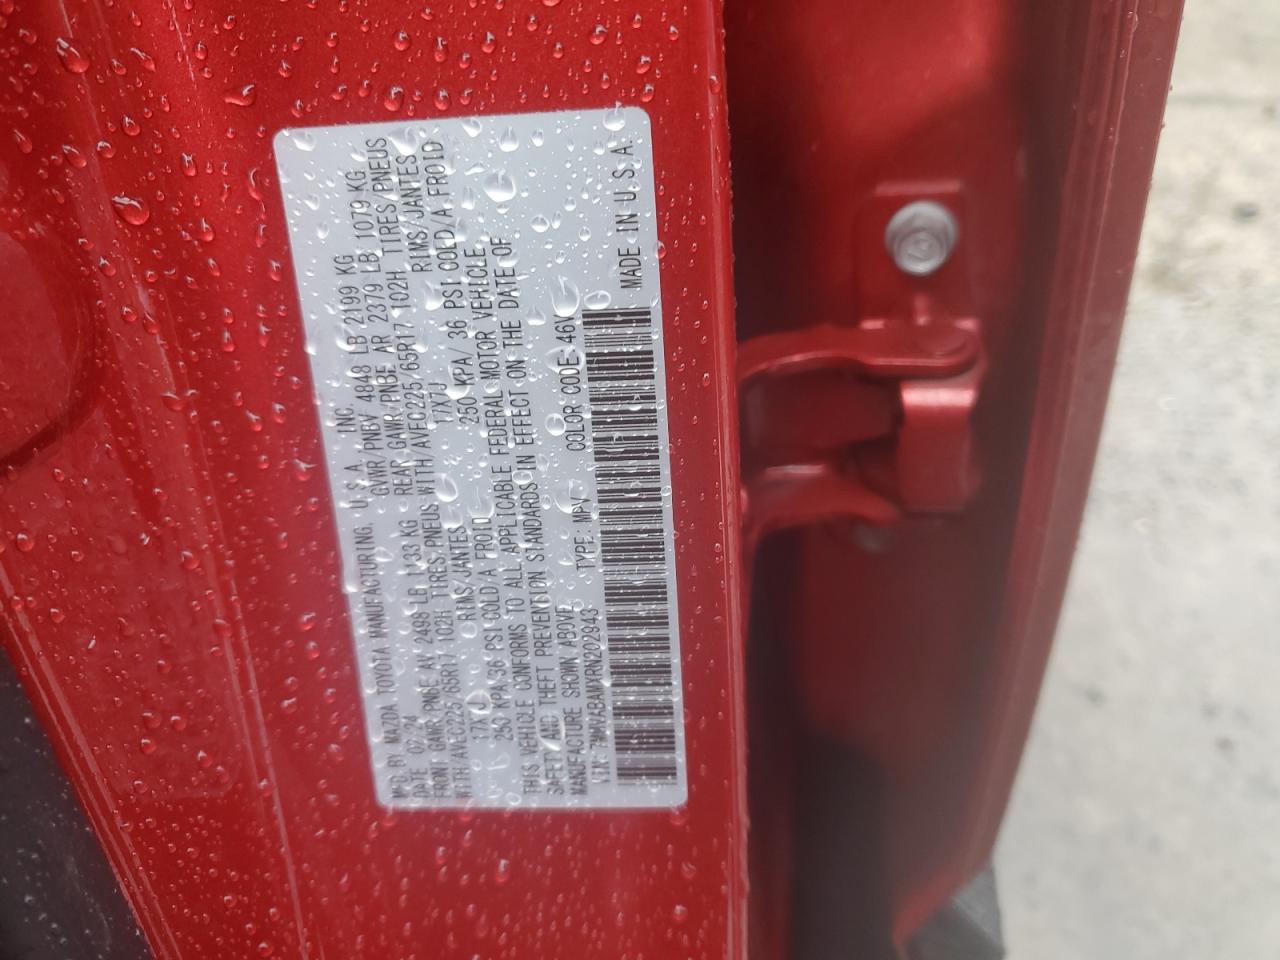 MFD. BY MAZDA TOYOTA MANUFACTURING, U.S.A., INC.
DATE 02/24 GVWR/PNBV 4848 LB 2199 KG
FRONT GAWR/PNBE AV 2498 LB 1133 KG REAR GAWR/PNBE AR 2379 LB 1079 KG
WITH/AVEC225/65R17 102H TIRES/PNEUS WITH/AVEC225/65R17 102H TIRES/PNEUS
17X7J RIMS/JANTES 17X7J RIMS/JANTES
250 KPA/36 PSI COLD/A FROID 250 KPA/ 36 PSI COLD/A FROID
THIS VEHICLE CONFORMS TO ALL APPLICABLE FEDERAL MOTOR VEHICLE
SAFETY AND THEFT PREVENTION STANDARDS IN EFFECT ON THE DATE OF
MANUFACTURE SHOWN ABOVE.
VIN: 7MMVABAMYRN202943 TYPE: MPV COLOR CODE:46V
MADE IN U.S.A.